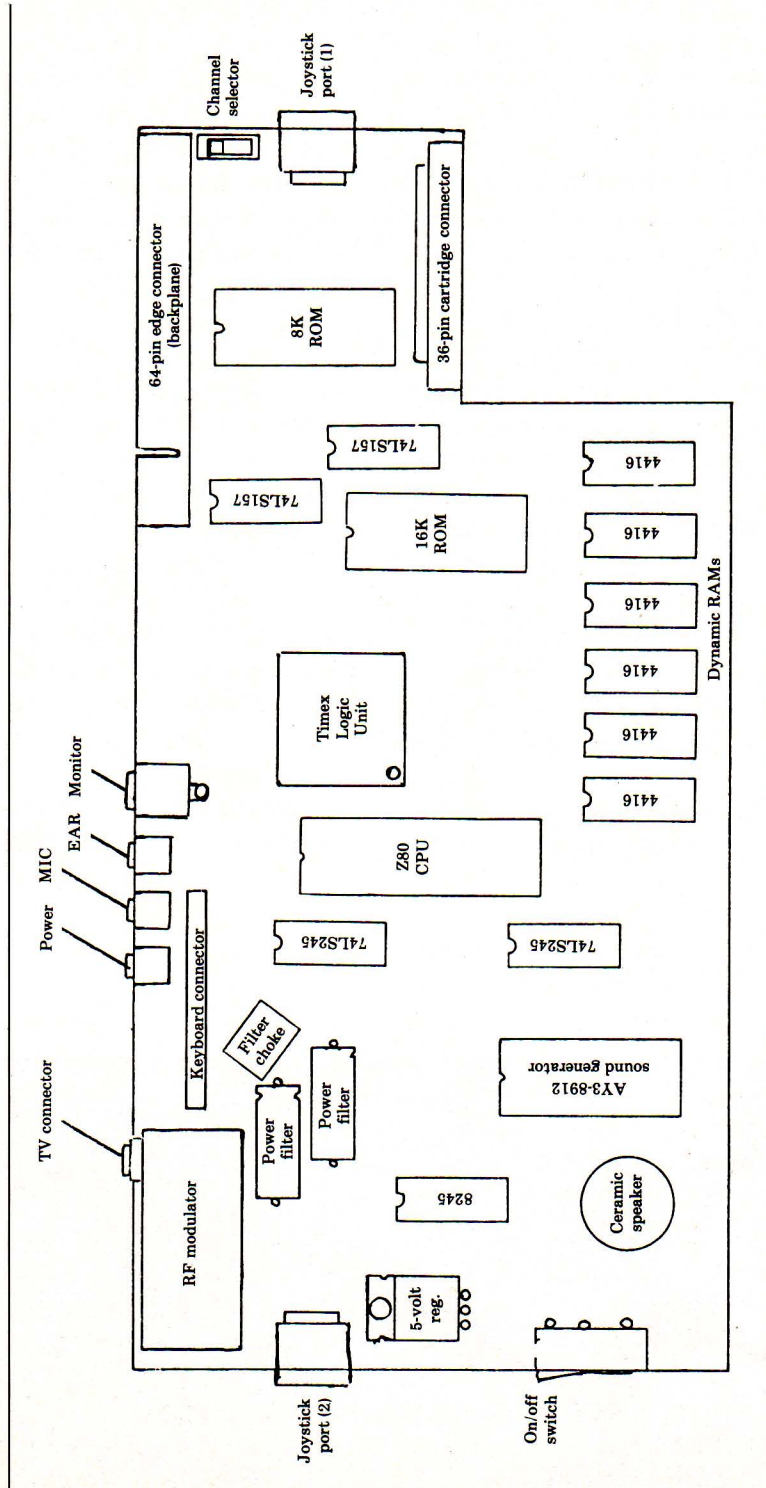 TV connector
Power
MIC
EAR
Monitor
Channel
selector
Joystick
port (1)
64-pin edge connector
(backplane)
RF modulator
Keyboard connector
Filter
choke
Power
filter
Power
filter
74LS157
74LS157
8K
ROM
16K
ROM
36-pin cartridge connector
Timex
Logic
Unit
Z80
CPU
74LS245
74LS245
Joystick
port (2)
5-volt
reg.
8245
AY3-8912
sound generator
Ceramic
speaker
On/off
switch
4416
4416
4416
4416
4416
4416
Dynamic RAMs